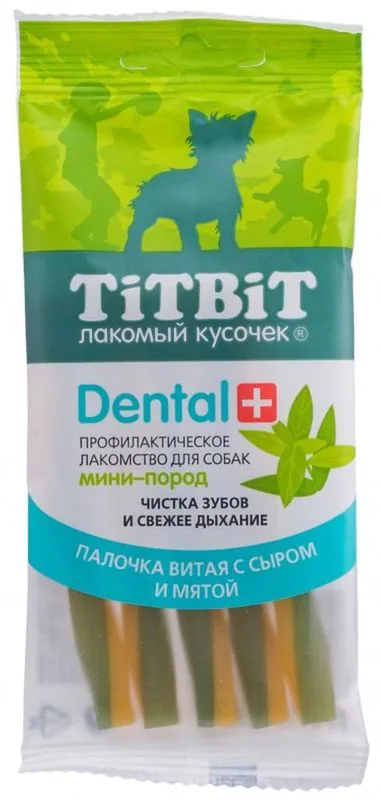 TiTBiT
лакомый кусочек®
Dental+
ПРОФИЛАКТИЧЕСКОЕ
ЛАКОМСТВО ДЛЯ СОБАК
мини–пород
ЧИСТКА ЗУБОВ
И СВЕЖЕЕ ДЫХАНИЕ
ПАЛОЧКА ВИТАЯ С СЫРОМ
И МЯТОЙ